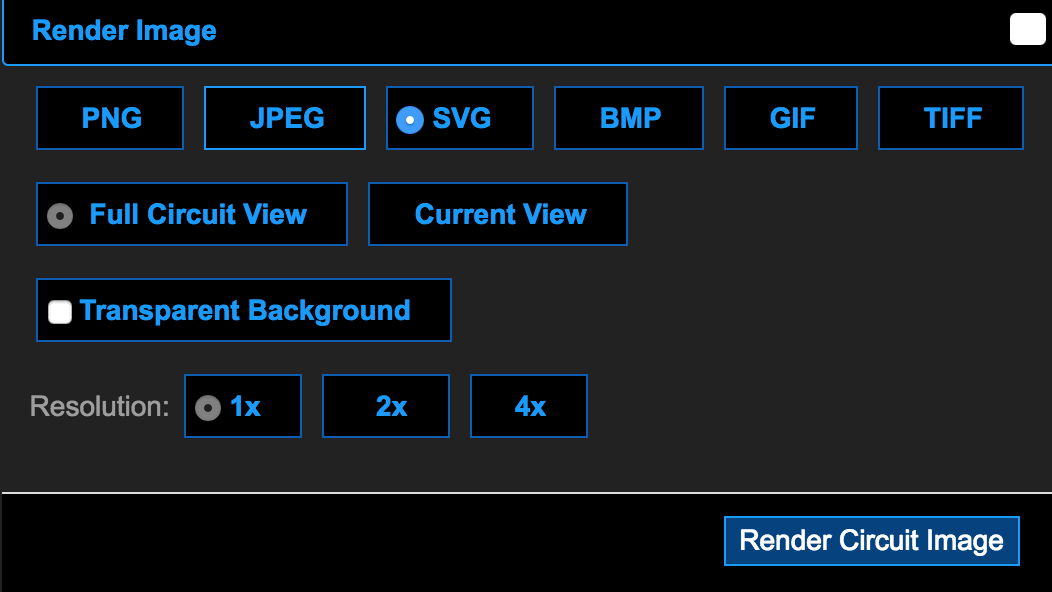 Render Image
PNG JPEG SVG BMP GIF TIFF
Full Circuit View Current View
Transparent Background
Resolution: 1x 2x 4x
Render Circuit Image